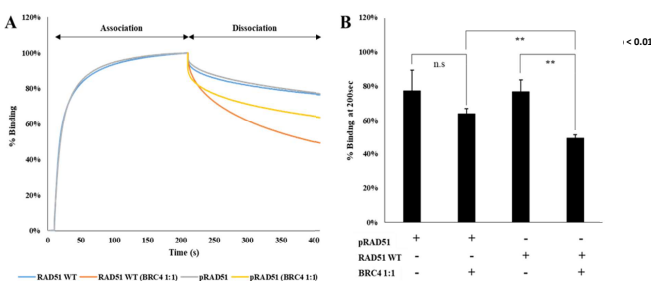 A
Association
Dissociation
120%
100%
80%
60%
40%
20%
0%
% Binding
0
50
100
150
200
250
300
350
400
Time (s)
RAD51 WT
RAD51 WT (BRC4 1:1)
pRAD51
pRAD51 (BRC4 1:1)
B
120%
100%
80%
60%
40%
20%
0%
% Bindng at 200sec
n.s
**
**
< 0.01
pRAD51 + + - -
RAD51 WT - - + +
BRC4 1:1 - + - +